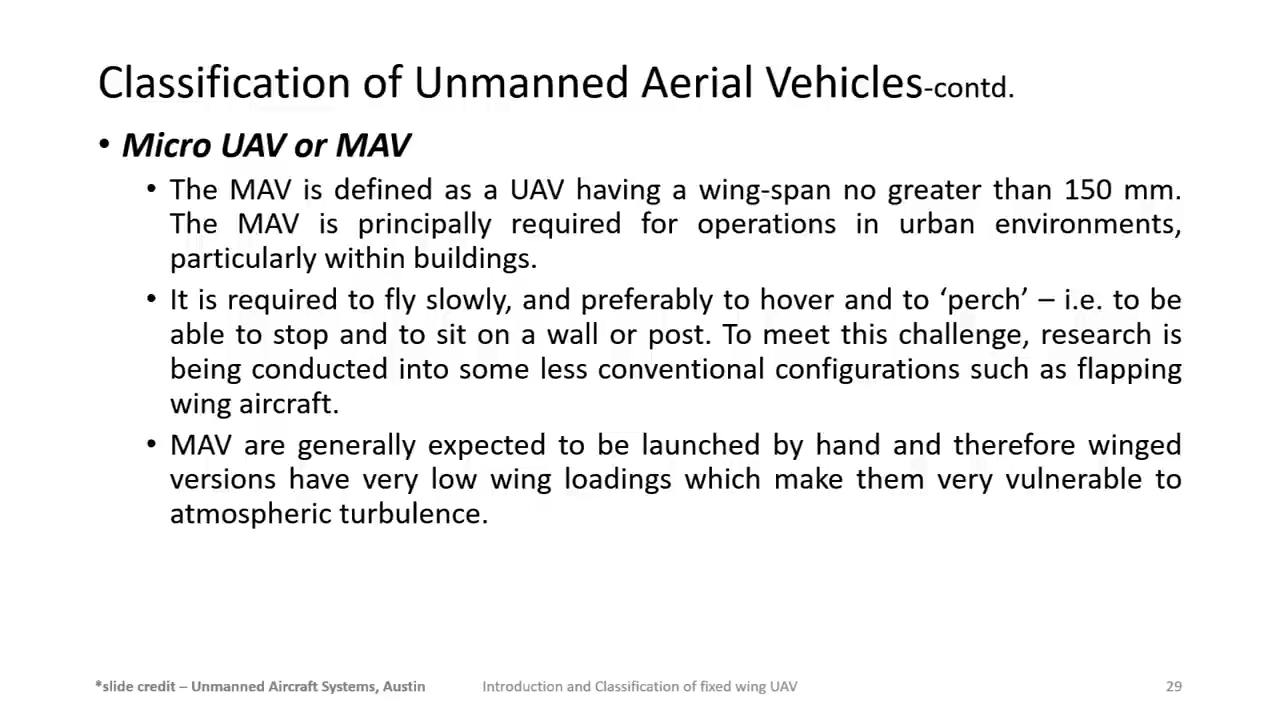 Classification of Unmanned Aerial Vehicles-contd.
• Micro UAV or MAV
• The MAV is defined as a UAV having a wing-span no greater than 150 mm.
The MAV is principally required for operations in urban environments,
particularly within buildings.
• It is required to fly slowly, and preferably to hover and to ‘perch’ – i.e. to be
able to stop and to sit on a wall or post. To meet this challenge, research is
being conducted into some less conventional configurations such as flapping
wing aircraft.
• MAV are generally expected to be launched by hand and therefore winged
versions have very low wing loadings which make them very vulnerable to
atmospheric turbulence.
*slide credit – Unmanned Aircraft Systems, Austin
Introduction and Classification of fixed wing UAV
29